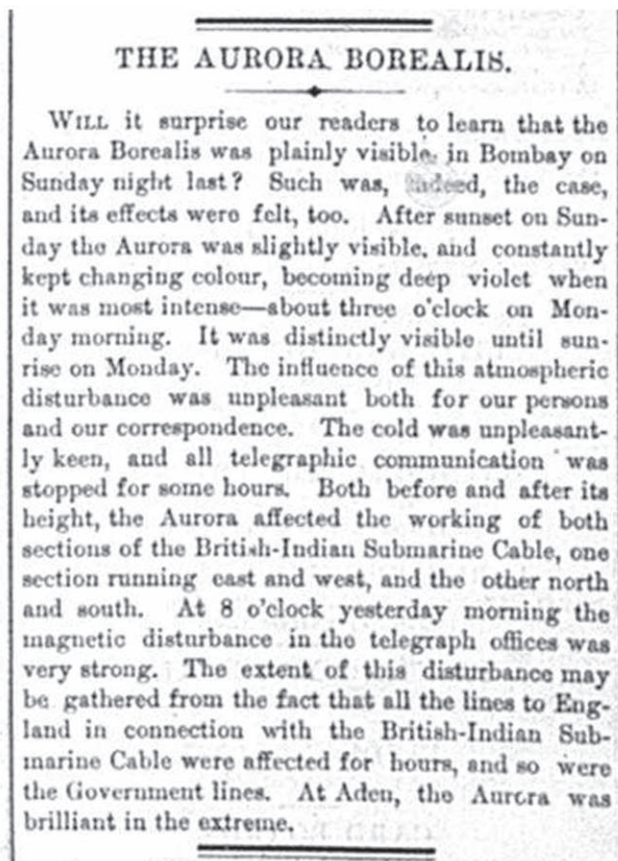 THE AURORA BOREALIS.
WILL it surprise our readers to learn that the
Aurora Borealis was plainly visible, in Bombay on
Sunday night last? Such was, indeed, the case,
and its effects were felt, too. After sunset on Sun-
day the Aurora was slightly visible, and constantly
kept changing colour, becoming deep violet when
it was most intense—about three o'clock on Mon-
day morning. It was distinctly visible until sun-
rise on Monday. The influence of this atmospheric
disturbance was unpleasant both for our persons
and our correspondence. The cold was unpleasant-
ly keen, and all telegraphic communication was
stopped for some hours. Both before and after its
height, the Aurora affected the working of both
sections of the British-Indian Submarine Cable, one
section running east and west, and the other north
and south. At 8 o'clock yesterday morning the
magnetic disturbance in the telegraph offices was
very strong. The extent of this disturbance may
be gathered from the fact that all the lines to Eng-
land in connection with the British-Indian Sub-
marine Cable were affected for hours, and so were
the Government lines. At Aden, the Aurora was
brilliant in the extreme.